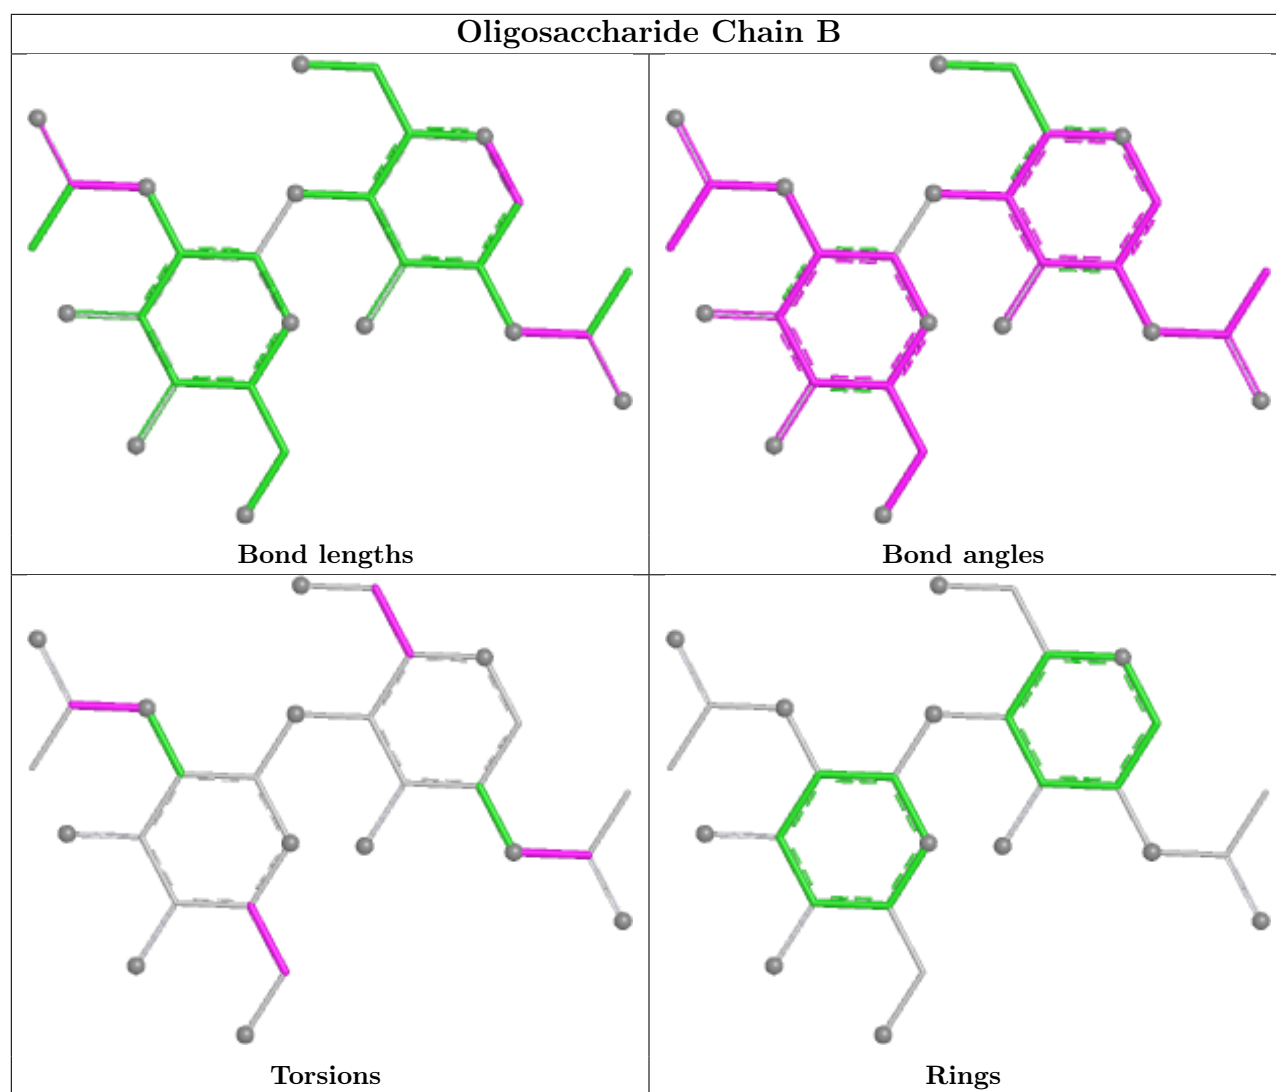 Oligosaccharide Chain B
Bond lengths
Bond angles
Torsions
Rings